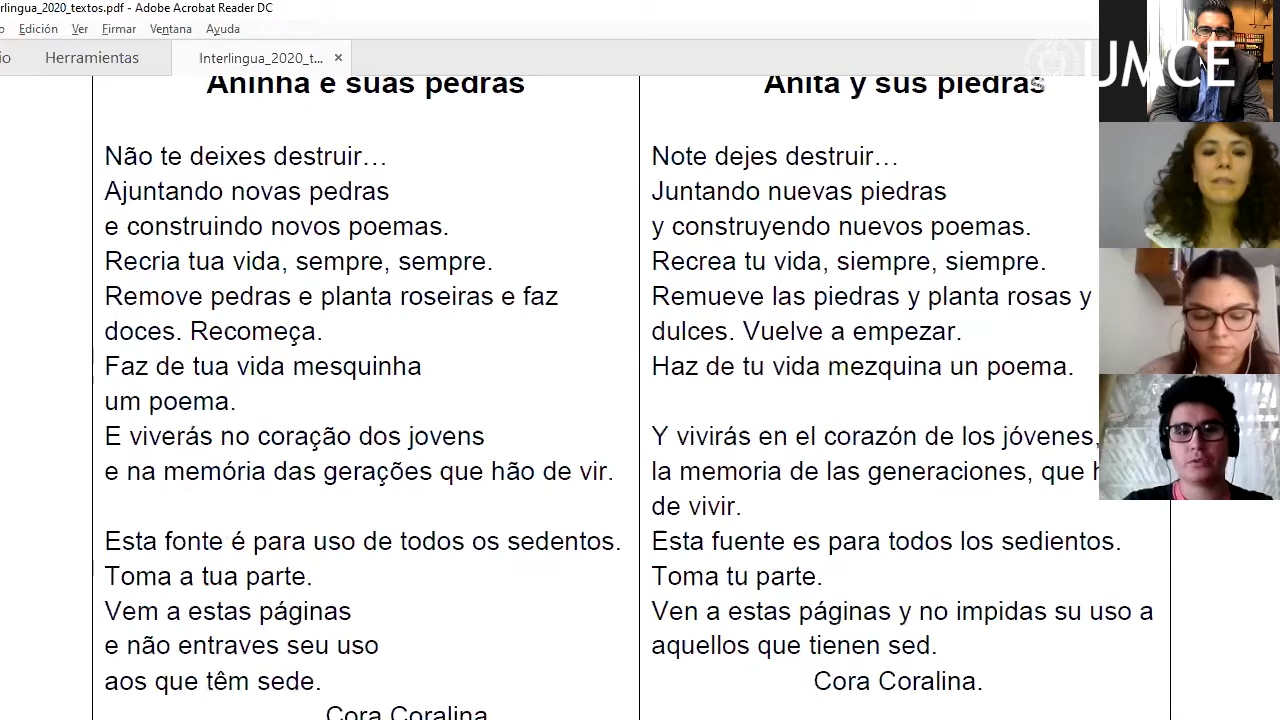 rlingua_2020_textos.pdf - Adobe Acrobat Reader DC
o Edición Ver Firmar Ventana Ayuda
io Herramientas Interlingua_2020_t... ×
UMCE
Aninha e suas pedras
Não te deixes destruir…
Ajuntando novas pedras
e construindo novos poemas.
Recria tua vida, sempre, sempre.
Remove pedras e planta roseiras e faz
doces. Recomeça.
Faz de tua vida mesquinha
um poema.
E viverás no coração dos jovens
e na memória das gerações que hão de vir.
Esta fonte é para uso de todos os sedentos.
Toma a tua parte.
Vem a estas páginas
e não entraves seu uso
aos que têm sede.
Cora Coralina
Anita y sus piedras
Note dejes destruir…
Juntando nuevas piedras
y construyendo nuevos poemas.
Recrea tu vida, siempre, siempre.
Remueve las piedras y planta rosas y
dulces. Vuelve a empezar.
Haz de tu vida mezquina un poema.
Y vivirás en el corazón de los jóvenes,
la memoria de las generaciones, que
de vivir.
Esta fuente es para todos los sedientos.
Toma tu parte.
Ven a estas páginas y no impidas su uso a
aquellos que tienen sed.
Cora Coralina.